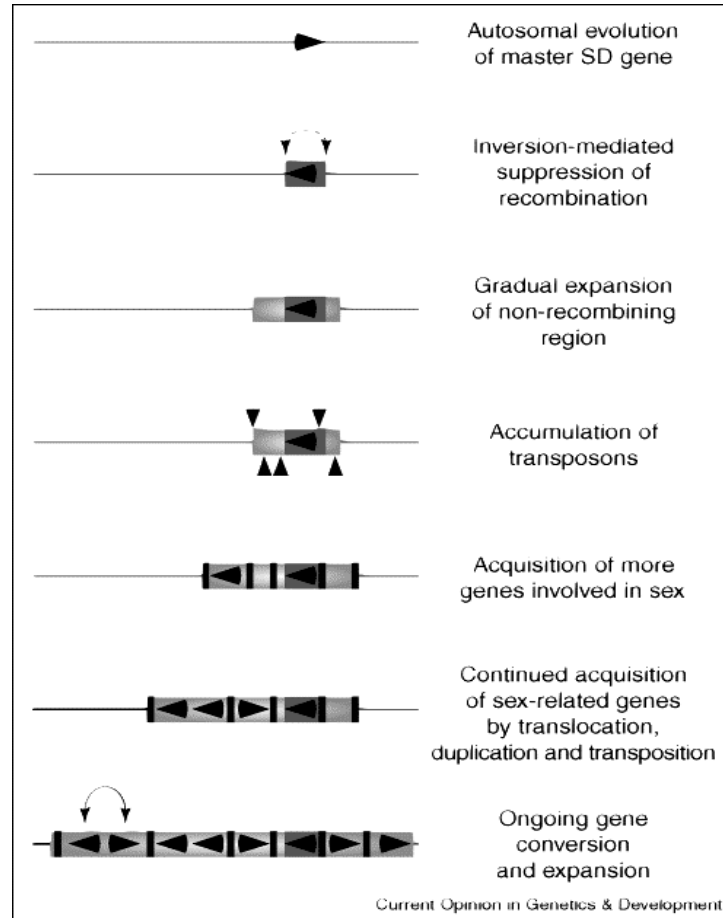 Autosomal evolution
of master SD gene
Inversion-mediated
suppression of
recombination
Gradual expansion
of non-recombining
region
Accumulation of
transposons
Acquisition of more
genes involved in sex
Continued acquisition
of sex-related genes
by translocation,
duplication and transposition
Ongoing gene
conversion
and expansion
Current Opinion in Genetics & Development